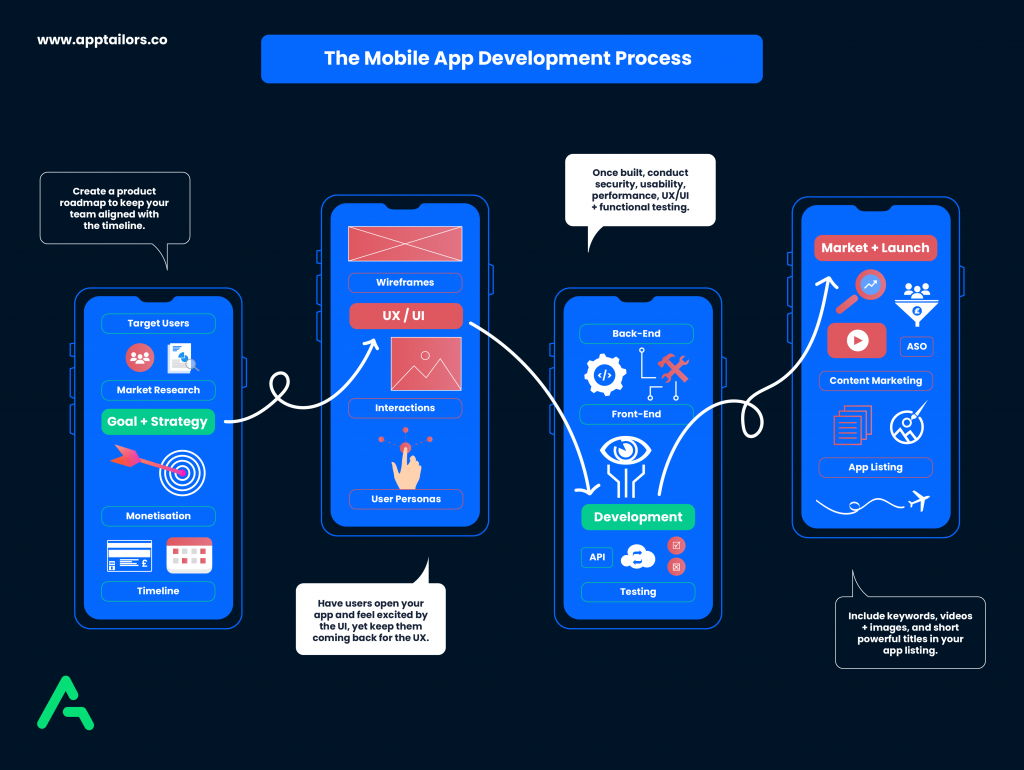 www.apptailors.co
The Mobile App Development Process
Create a product
roadmap to keep your
team aligned with
the timeline.
Target Users
Market Research
Goal + Strategy
Monetisation
£
Timeline
Wireframes
UX / UI
Interactions
User Personas
Have users open your
app and feel excited by
the UI, yet keep them
coming back for the UX.
Once built, conduct
security, usability,
performance, UX/UI
+ functional testing.
Back-End
</>
Front-End
Development
API
Testing
Market + Launch
£
ASO
Content Marketing
App Listing
Include keywords, videos
+ images, and short
powerful titles in your
app listing.